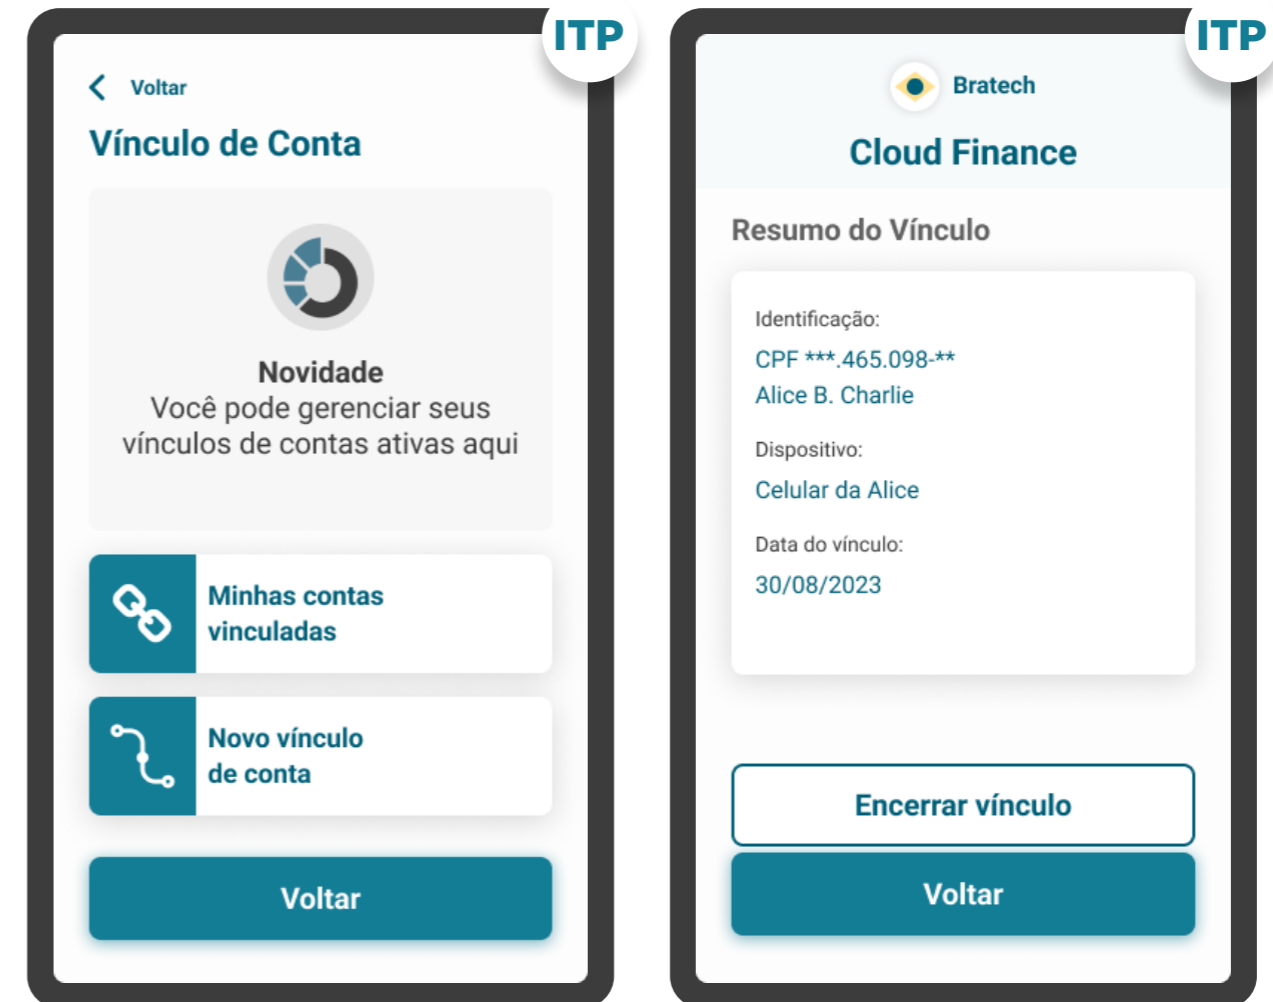 ITP
Voltar
Vínculo de Conta
Novidade
Você pode gerenciar seus
vínculos de contas ativas aqui
Minhas contas
vinculadas
Novo vínculo
de conta
Voltar
ITP
Bratech
Cloud Finance
Resumo do Vínculo
Identificação:
CPF ***.465.098-**
Alice B. Charlie
Dispositivo:
Celular da Alice
Data do vínculo:
30/08/2023
Encerrar vínculo
Voltar